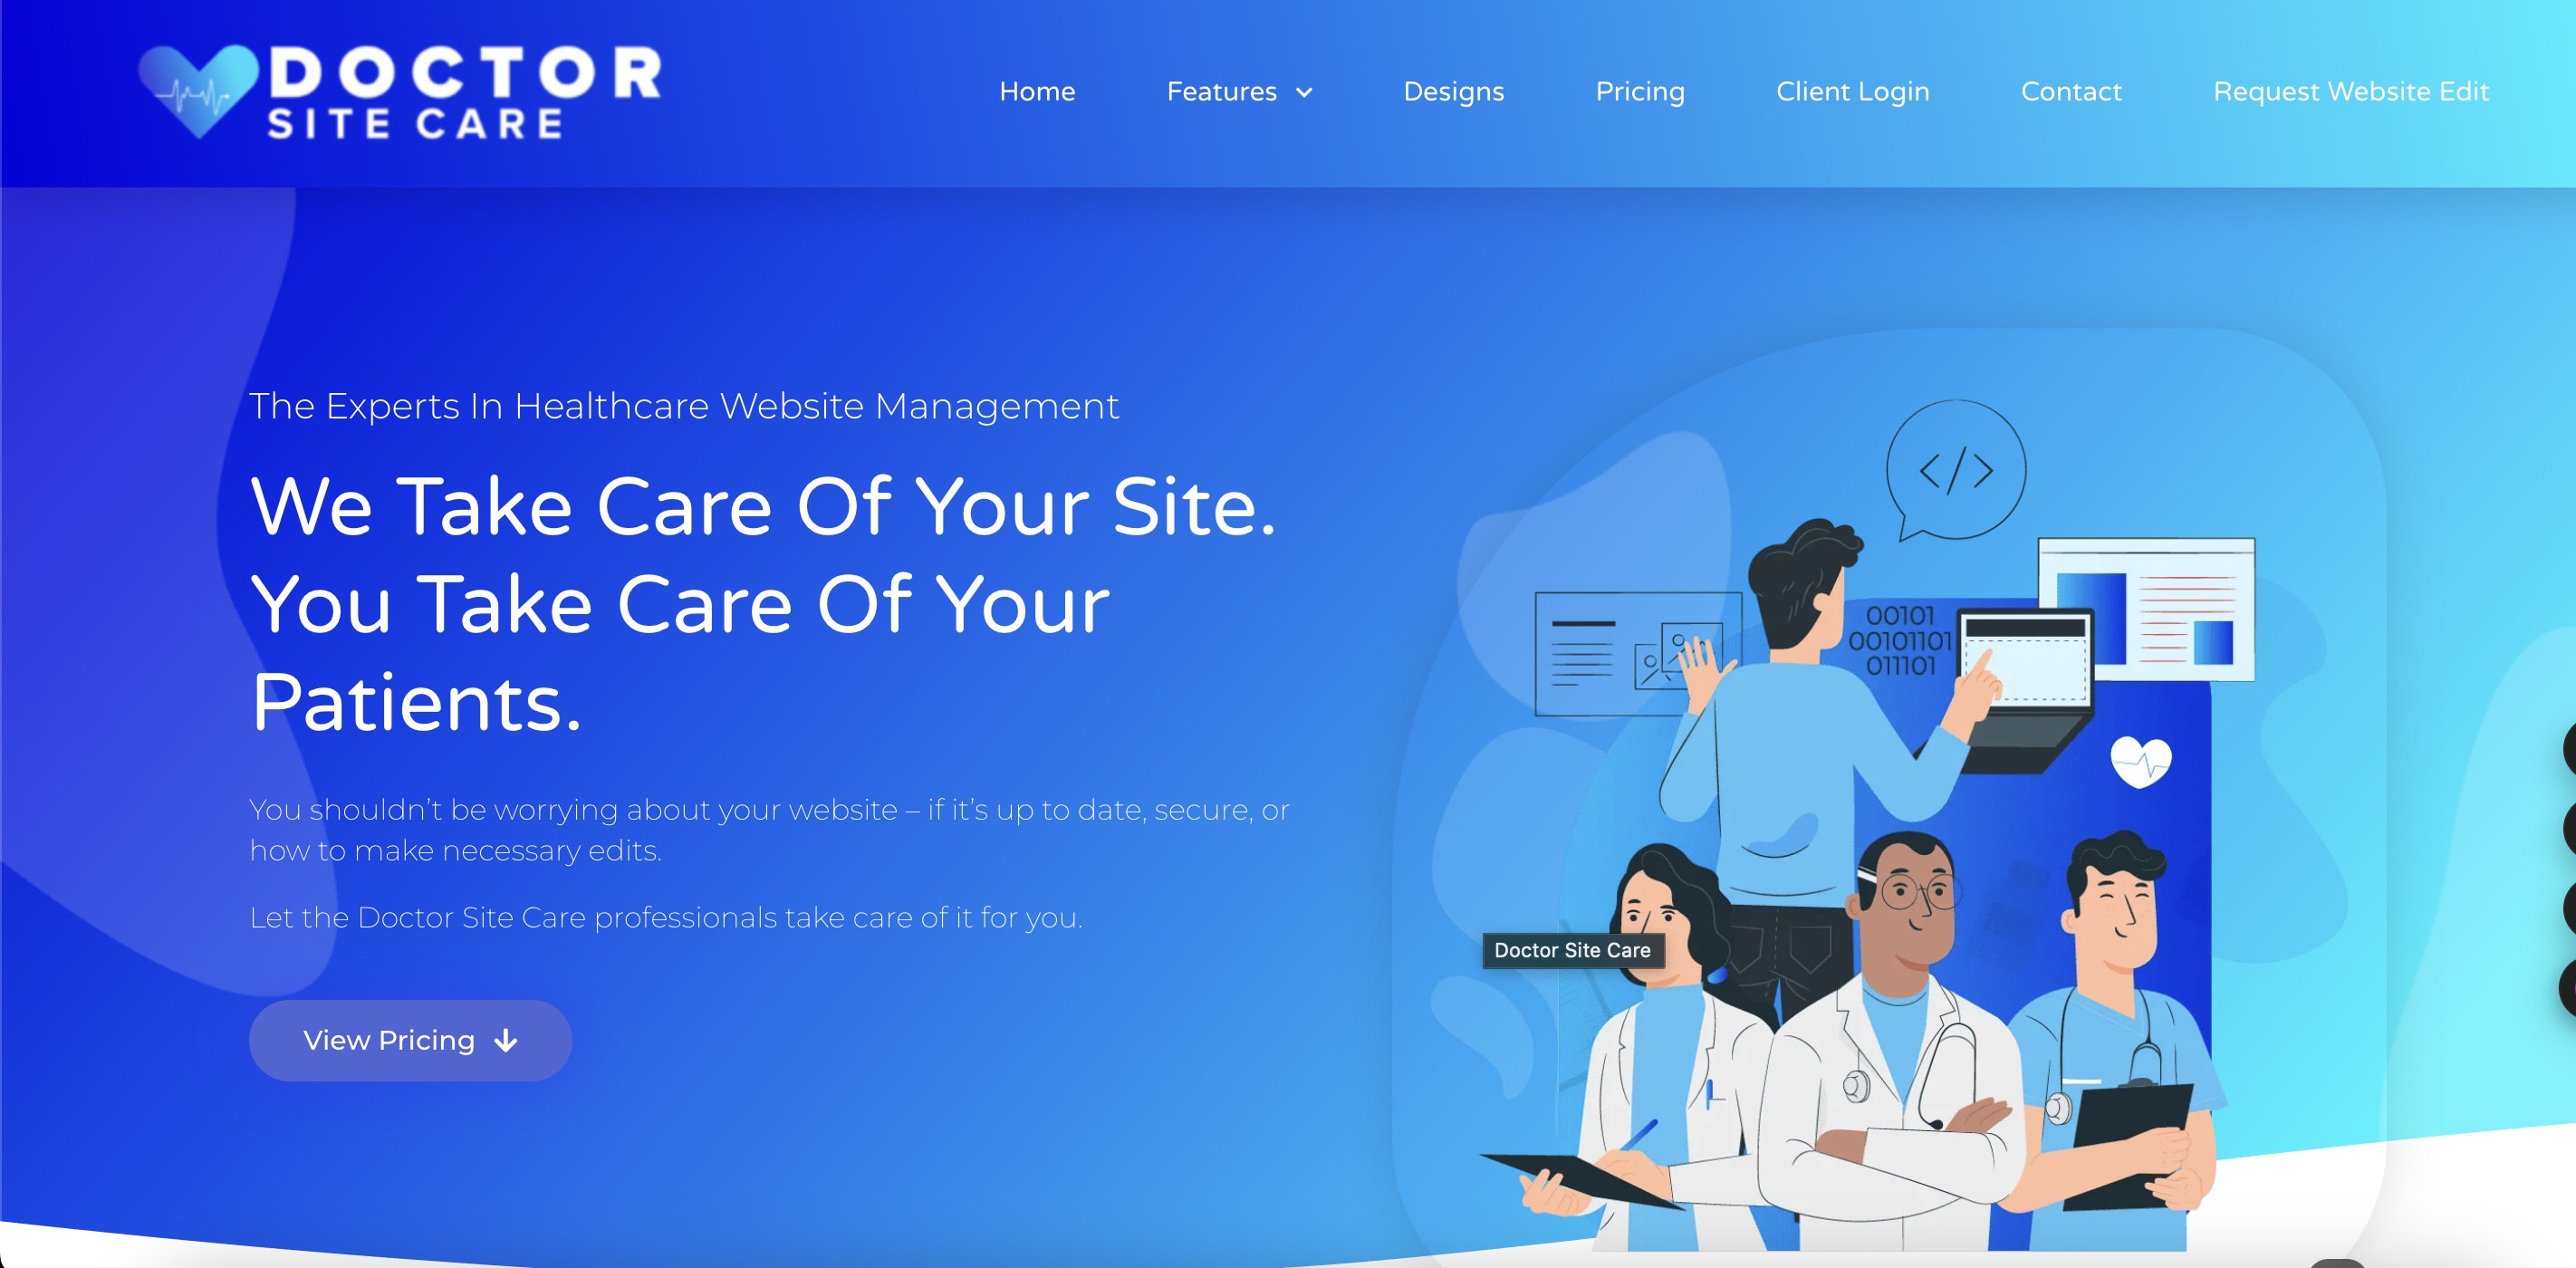 DOCTOR
SITE CARE
Home
Features
Designs
Pricing
Client Login
Contact
Request Website Edit
The Experts In Healthcare Website Management
We Take Care Of Your Site.
You Take Care Of Your
Patients.
You shouldn’t be worrying about your website – if it’s up to date, secure, or
how to make necessary edits.
Let the Doctor Site Care professionals take care of it for you.
View Pricing
</>
00101
00101101
011101
Doctor Site Care